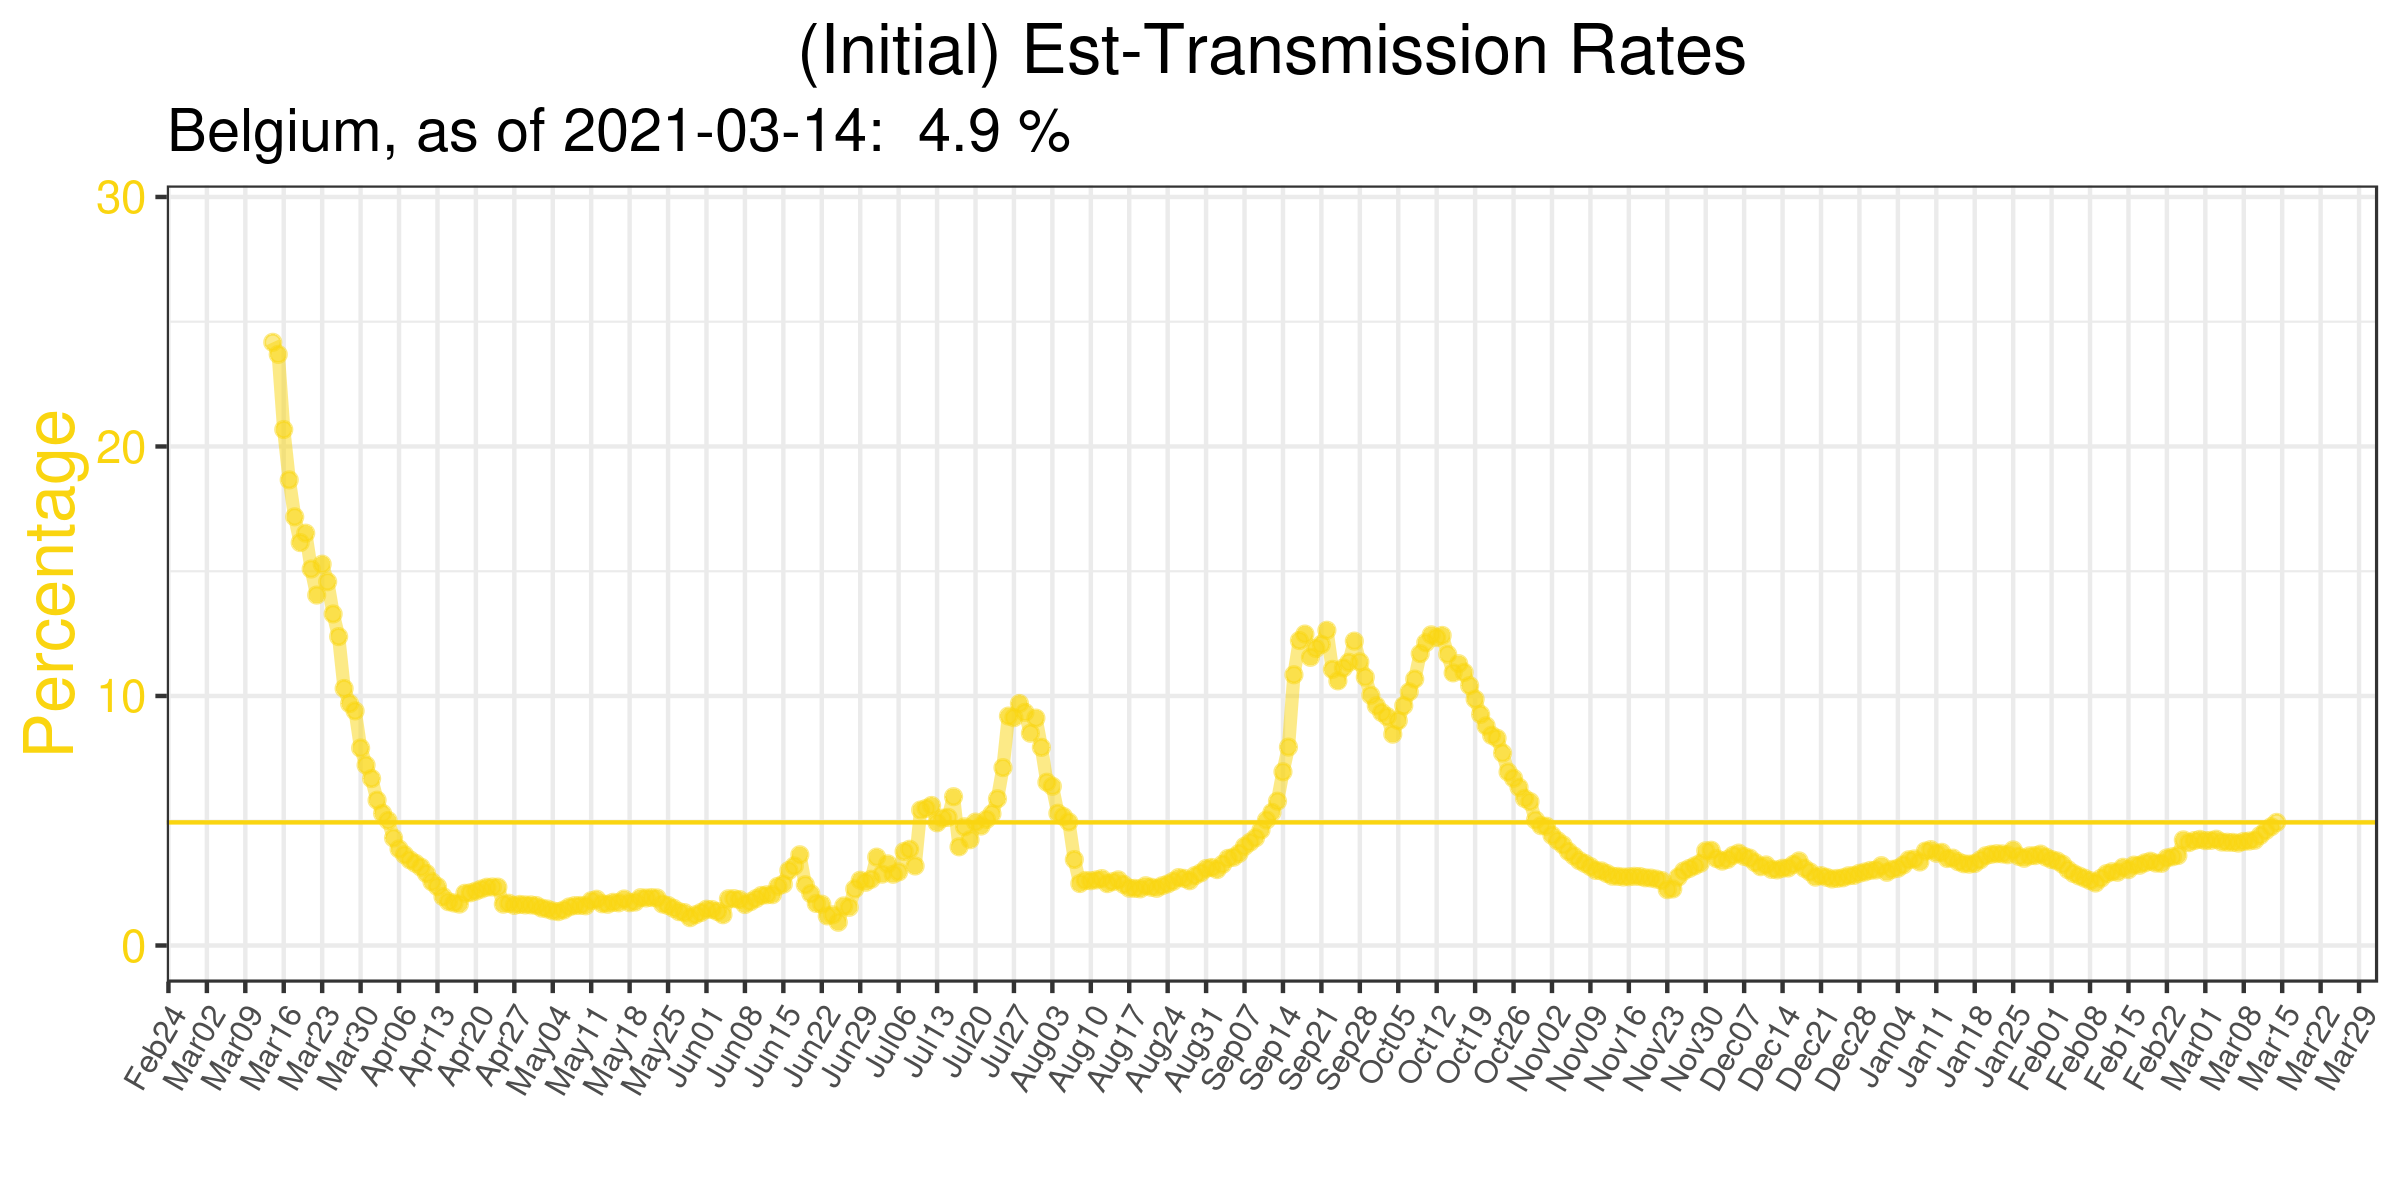 (Initial) Est-Transmission Rates
Belgium, as of 2021-03-14:  4.9 %
Percentage
30
20
10
0
Feb24
Mar02
Mar09
Mar16
Mar23
Mar30
Apr06
Apr13
Apr20
Apr27
May04
May11
May18
May25
Jun01
Jun08
Jun15
Jun22
Jun29
Jul06
Jul13
Jul20
Jul27
Aug03
Aug10
Aug17
Aug24
Aug31
Sep07
Sep14
Sep21
Sep28
Oct05
Oct12
Oct19
Oct26
Nov02
Nov09
Nov16
Nov23
Nov30
Dec07
Dec14
Dec21
Dec28
Jan04
Jan11
Jan18
Jan25
Feb01
Feb08
Feb15
Feb22
Mar01
Mar08
Mar15
Mar22
Mar29